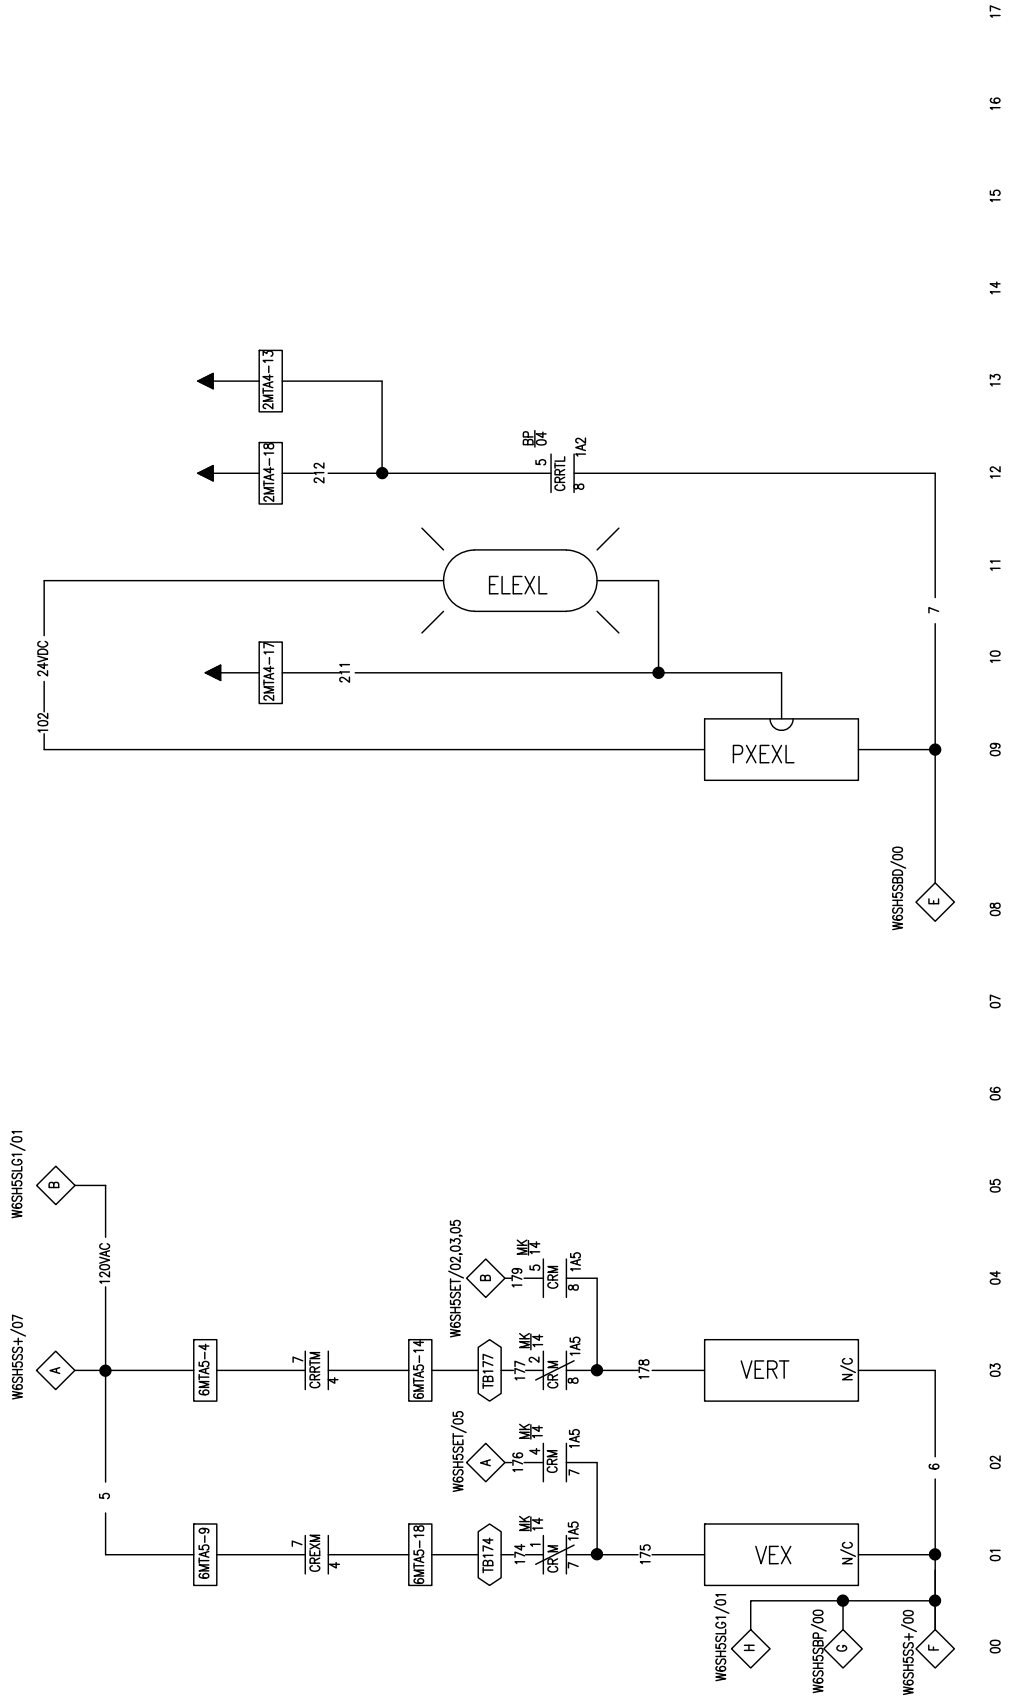 17
16
15
14
13
12
11
10
09
08
07
06
05
04
03
02
01
00
2MTA4-13
2MTA4-18
212
BP
04
5
CRRTL
8
1A2
ELEXL
24VDC
102
2MTA4-17
211
PXEXL
7
W6SH5SBD/00
E
W6SH5SLG1/01
B
120VAC
W6SH5SS+/07
A
5
6MTA5-4
7
CRRTM
4
6MTA5-14
TB177
177
MK
14
2
CRM
8
1A5
W6SH5SET/02,03,05
B
179
MK
14
5
CRM
8
1A5
178
VERT
N/C
6
6MTA5-9
7
CREXM
4
6MTA5-18
TB174
174
MK
14
1
CRM
7
1A5
W6SH5SET/05
A
176
MK
14
4
CRM
7
1A5
175
VEX
N/C
W6SH5SLG1/01
H
W6SH5SBP/00
G
W6SH5SS+/00
F